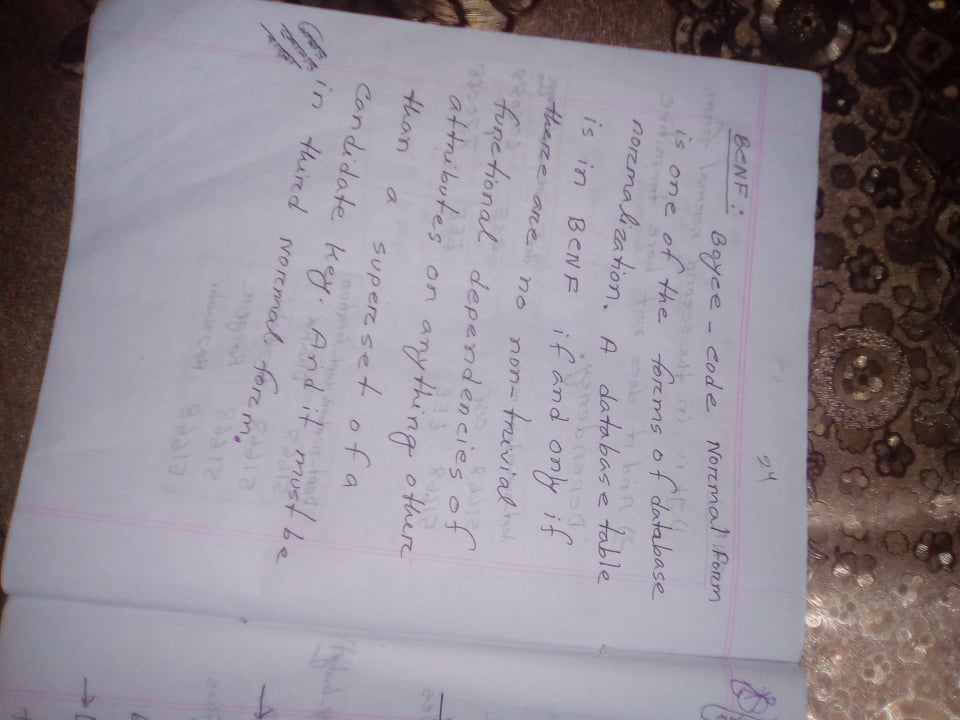 24
BCNF:
Boyce - code Normal Form
is one of the forms of database
normalization. A database table
is in BCNF if and only if
there are no non-trivial
functional dependencies of
attributes on anything other
than a superset of a
candidate key. And it must be
in third normal form.